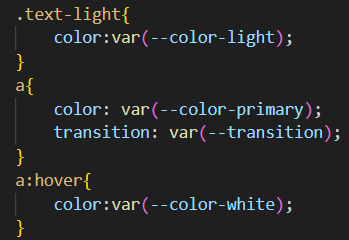 .text-light{
    color:var(--color-light);
}
a{
    color: var(--color-primary);
    transition: var(--transition);
}
a:hover{
    color:var(--color-white);
}